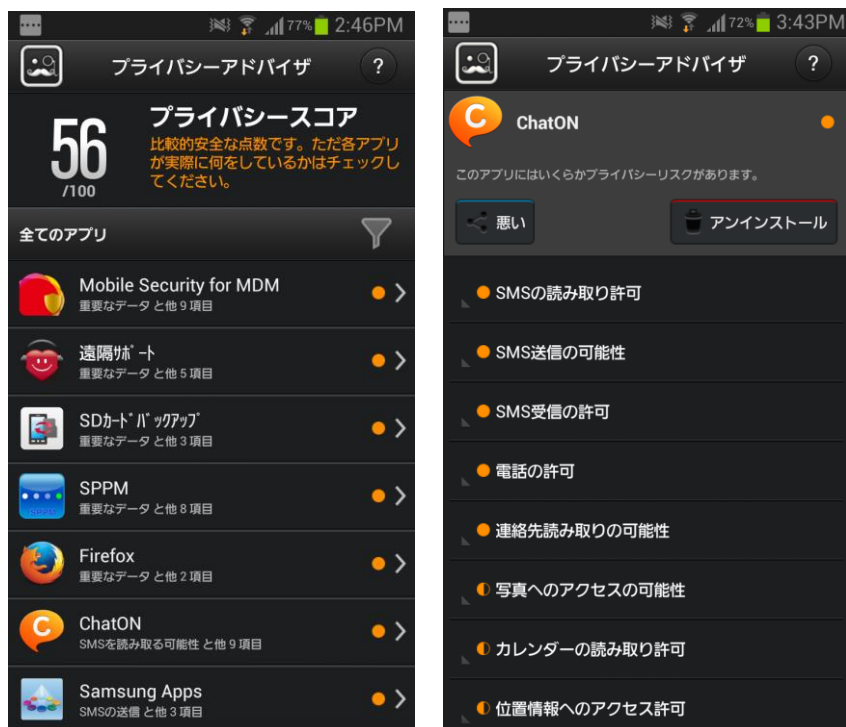 77% 2:46PM
プライバシーアドバイザ ?
56
/100
プライバシースコア
比較的安全な点数です。ただ各アプリ
が実際に何をしているかはチェックし
てください。
全てのアプリ
Mobile Security for MDM
重要なデータ と他 9 項目
遠隔ｻﾎﾟｰﾄ
重要なデータ と他 5 項目
SDｶｰﾄﾞﾊﾞｯｸｱｯﾌﾟ
重要なデータ と他 3 項目
SPPM
重要なデータ と他 8 項目
Firefox
重要なデータ と他 2 項目
ChatON
SMSを読み取る可能性 と他 9 項目
Samsung Apps
SMSの送信 と他 3 項目
72% 3:43PM
プライバシーアドバイザ ?
ChatON
このアプリにはいくらかプライバシーリスクがあります。
悪い アンインストール
SMSの読み取り許可
SMS送信の可能性
SMS受信の許可
電話の許可
連絡先読み取りの可能性
写真へのアクセスの可能性
カレンダーの読み取り許可
位置情報へのアクセス許可